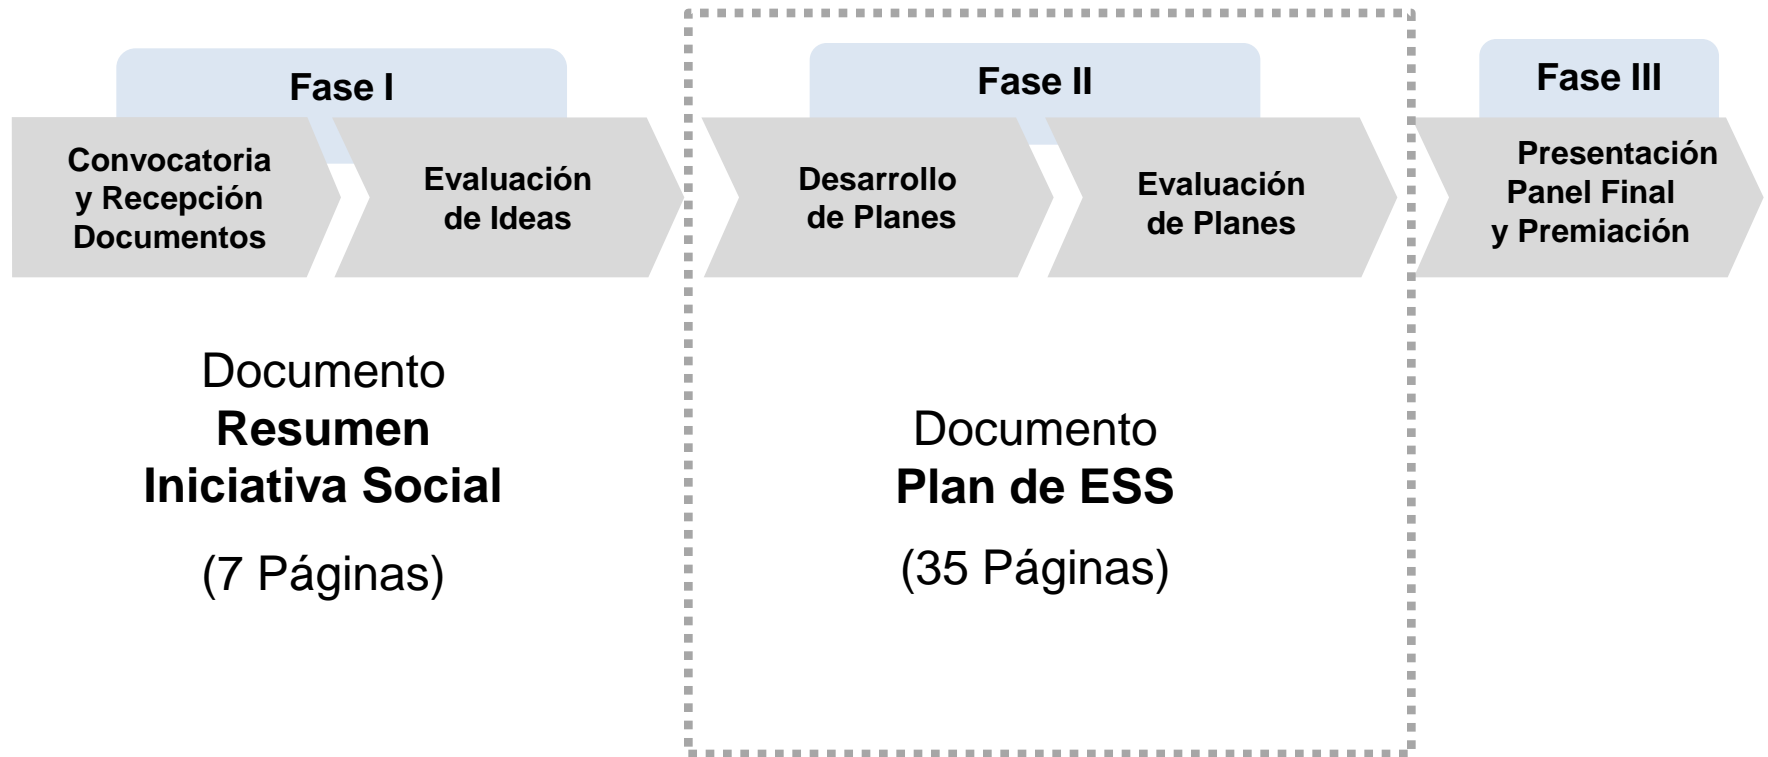 Fase I
Convocatoria
y Recepción
Documentos
Evaluación
de Ideas
Documento
Resumen
Iniciativa Social
(7 Páginas)
Fase II
Desarrollo
de Planes
Evaluación
de Planes
Documento
Plan de ESS
(35 Páginas)
Fase III
Presentación
Panel Final
y Premiación